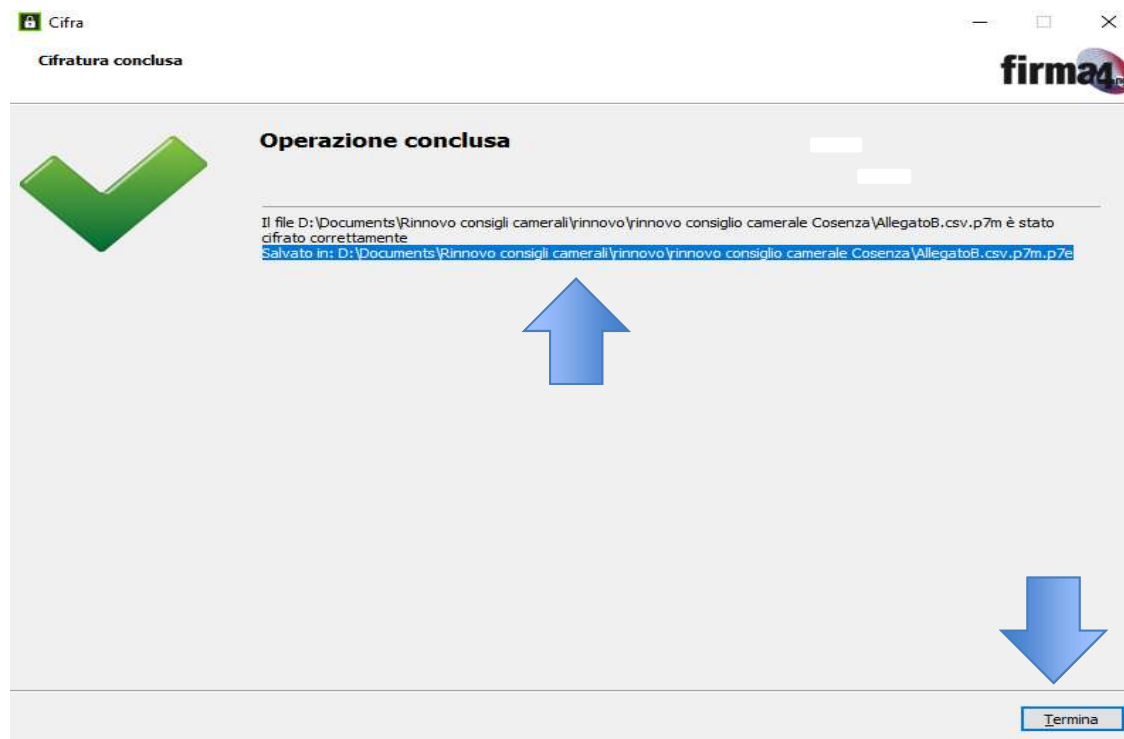 Cifra
Cifratura conclusa
firma4
Operazione conclusa
Il file D:\Documents\Rinnovo consigli camerali\rinnovo\rinnovo consiglio camerale Cosenza\AllegatoB.csv.p7m è stato
cifrato correttamente
Salvato in: D:\Documents\Rinnovo consigli camerali\rinnovo\rinnovo consiglio camerale Cosenza\AllegatoB.csv.p7m.p7e
Termina